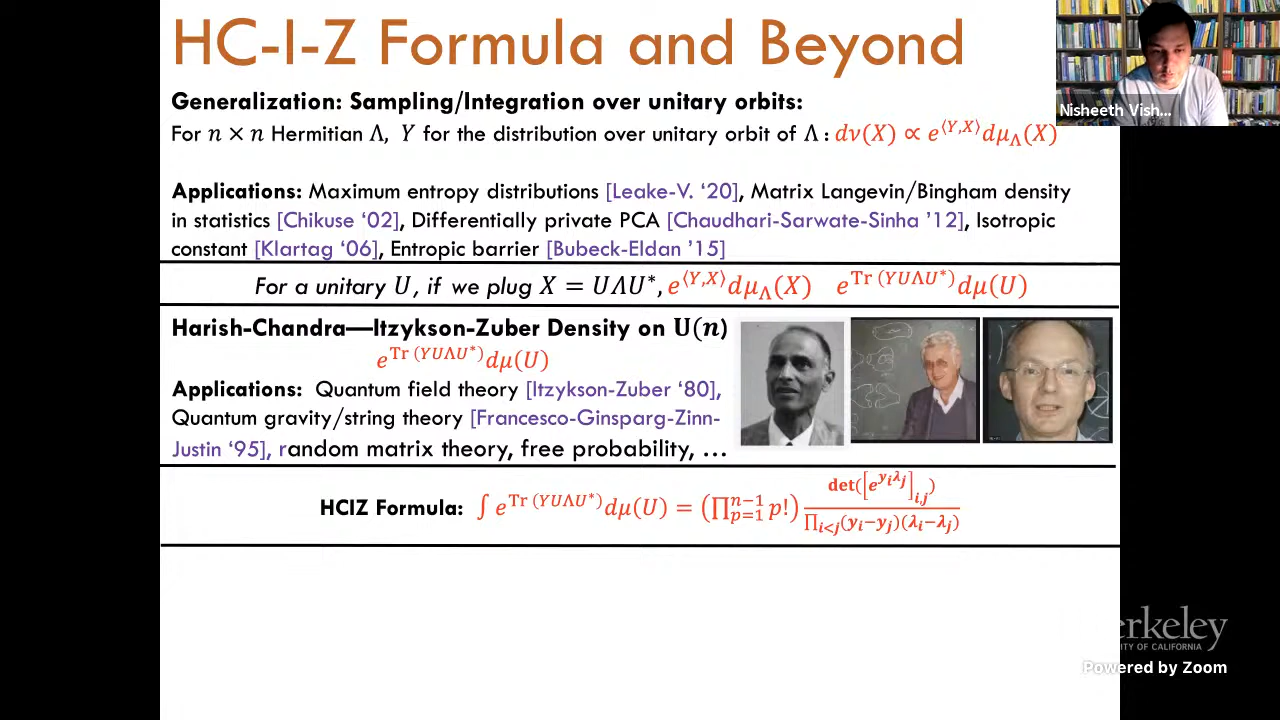 HC-I-Z Formula and Beyond
Nisheeth Vish...
Generalization: Sampling/Integration over unitary orbits:
For n × n Hermitian Λ, Y for the distribution over unitary orbit of Λ : dν(X) ∝ e^{⟨Y,X⟩}dμ_Λ(X)
Applications: Maximum entropy distributions [Leake-V. ‘20], Matrix Langevin/Bingham density
in statistics [Chikuse ‘02], Differentially private PCA [Chaudhari-Sarwate-Sinha ’12], Isotropic
constant [Klartag ‘06], Entropic barrier [Bubeck-Eldan ’15]
For a unitary U, if we plug X = UΛU*, e^{⟨Y,X⟩}dμ_Λ(X) e^{Tr (YUΛU*)}dμ(U)
Harish-Chandra—Itzykson-Zuber Density on U(n)
e^{Tr (YUΛU*)}dμ(U)
Applications: Quantum field theory [Itzykson-Zuber ‘80],
Quantum gravity/string theory [Francesco-Ginsparg-Zinn-
Justin ‘95], random matrix theory, free probability, …
HCIZ Formula: ∫ e^{Tr (YUΛU*)}dμ(U) = (∏_{p=1}^{n−1} p!) det([e^{y_iλ_j}]_{i,j}) / ∏_{i<j}(y_i−y_j)(λ_i−λ_j)
erkeley
ITY OF CALIFORNIA
Powered by Zoom